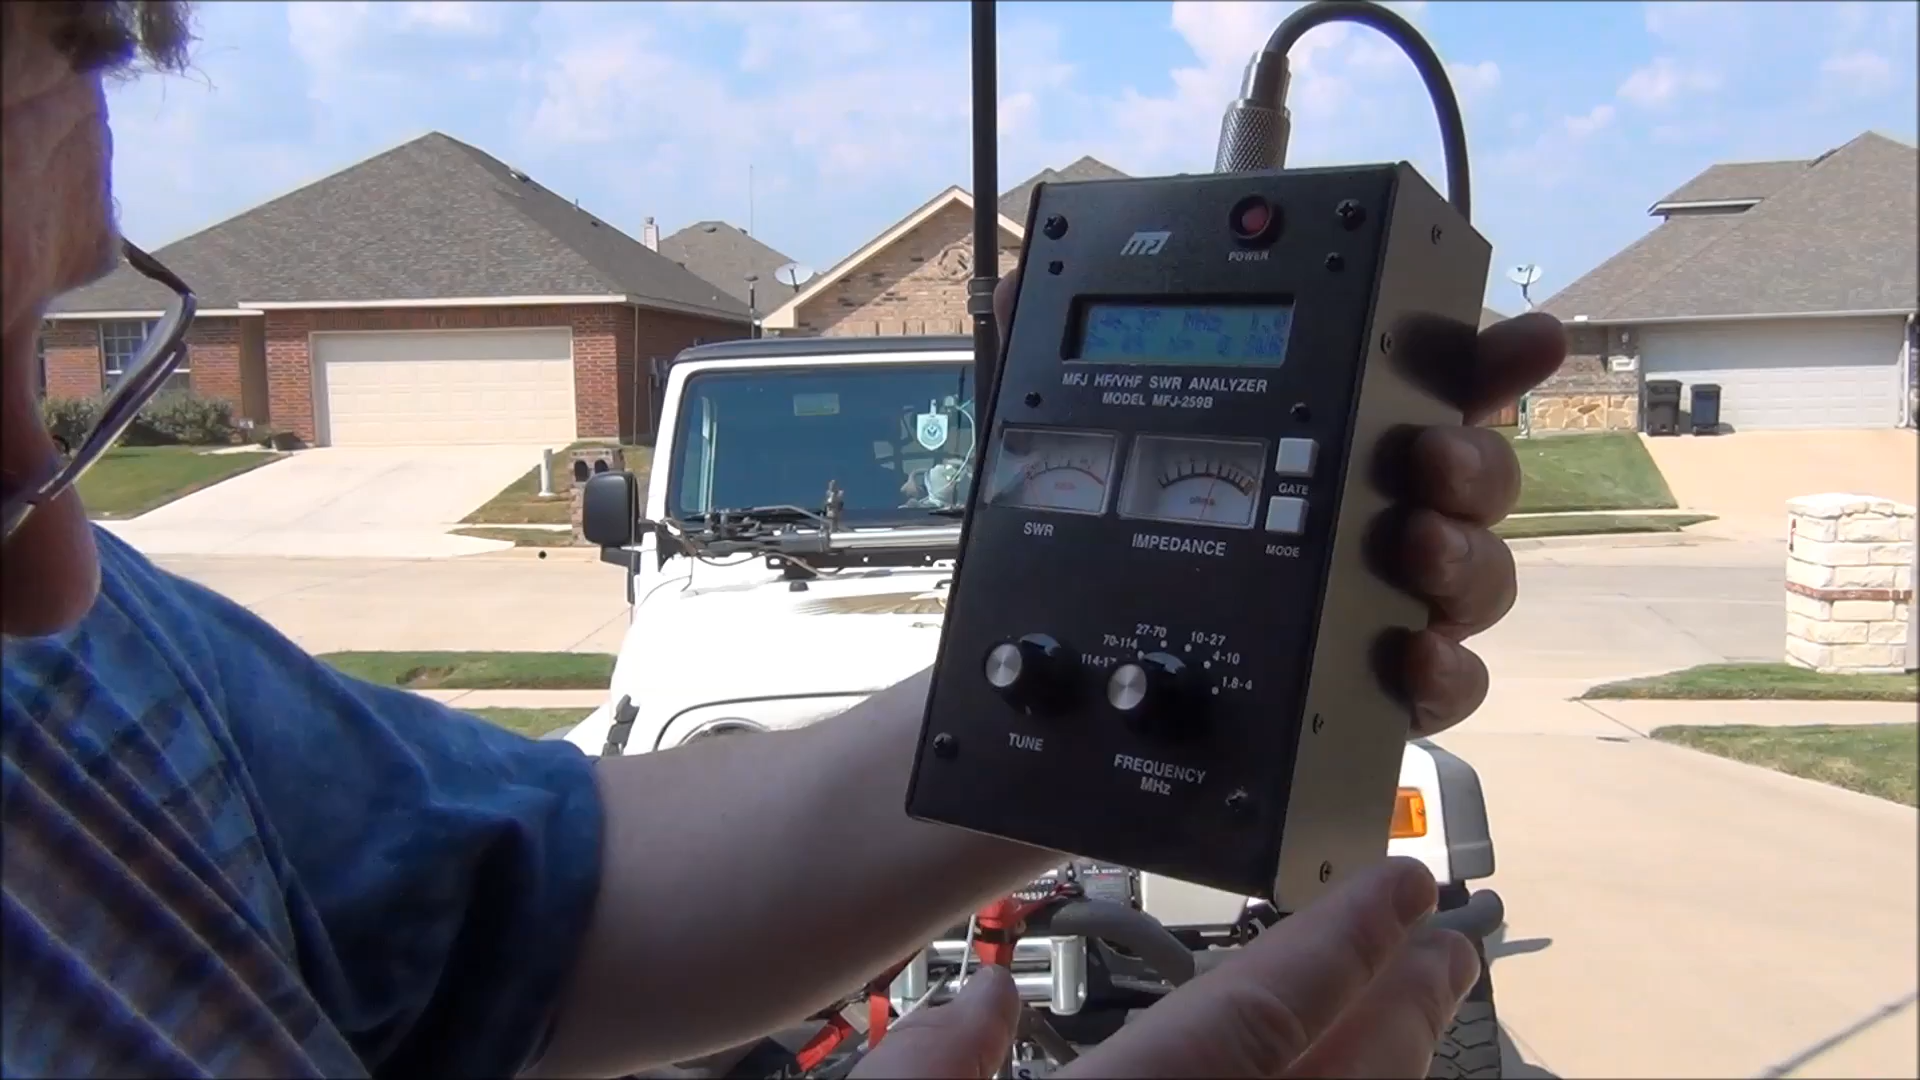 MFJ
POWER
MFJ HF/VHF SWR ANALYZER
MODEL MFJ-259B
GATE
SWR
IMPEDANCE
MODE
27-70
10-27
70-114
4-10
1.8-4
TUNE
FREQUENCY
MHz